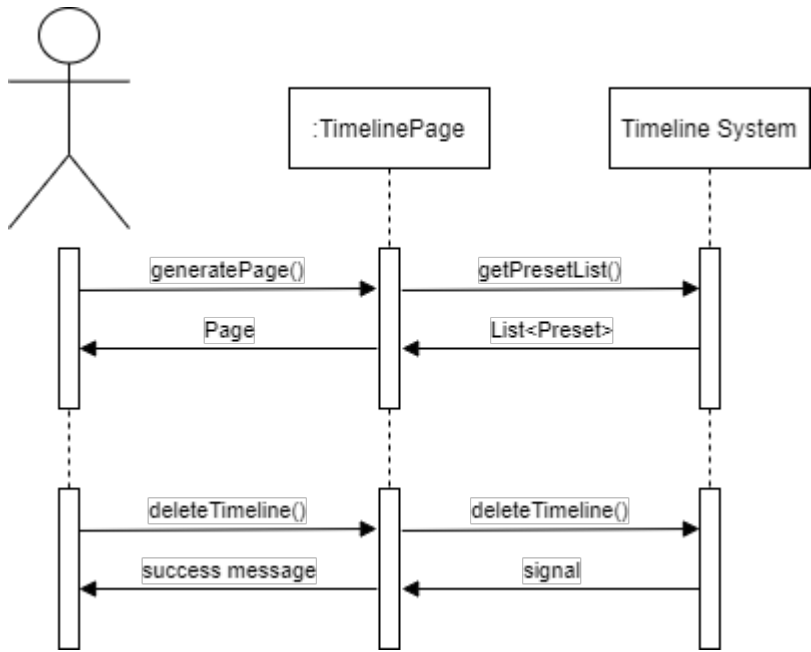 :TimelinePage
Timeline System
generatePage()
getPresetList()
Page
List<Preset>
deleteTimeline()
deleteTimeline()
success message
signal